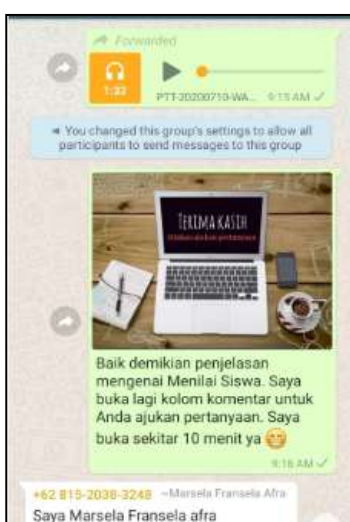 Forwarded
1:33
PTT-20200710-WA... 9:15 AM
You changed this group's settings to allow all
participants to send messages to this group
TERIMA KASIH
Baik demikian penjelasan
mengenai Menilai Siswa. Saya
buka lagi kolom komentar untuk
Anda ajukan pertanyaan. Saya
buka sekitar 10 menit ya 😁
9:16 AM
+62 815-2038-3248 ~Marsela Fransela Afra
Saya Marsela Fransela afra